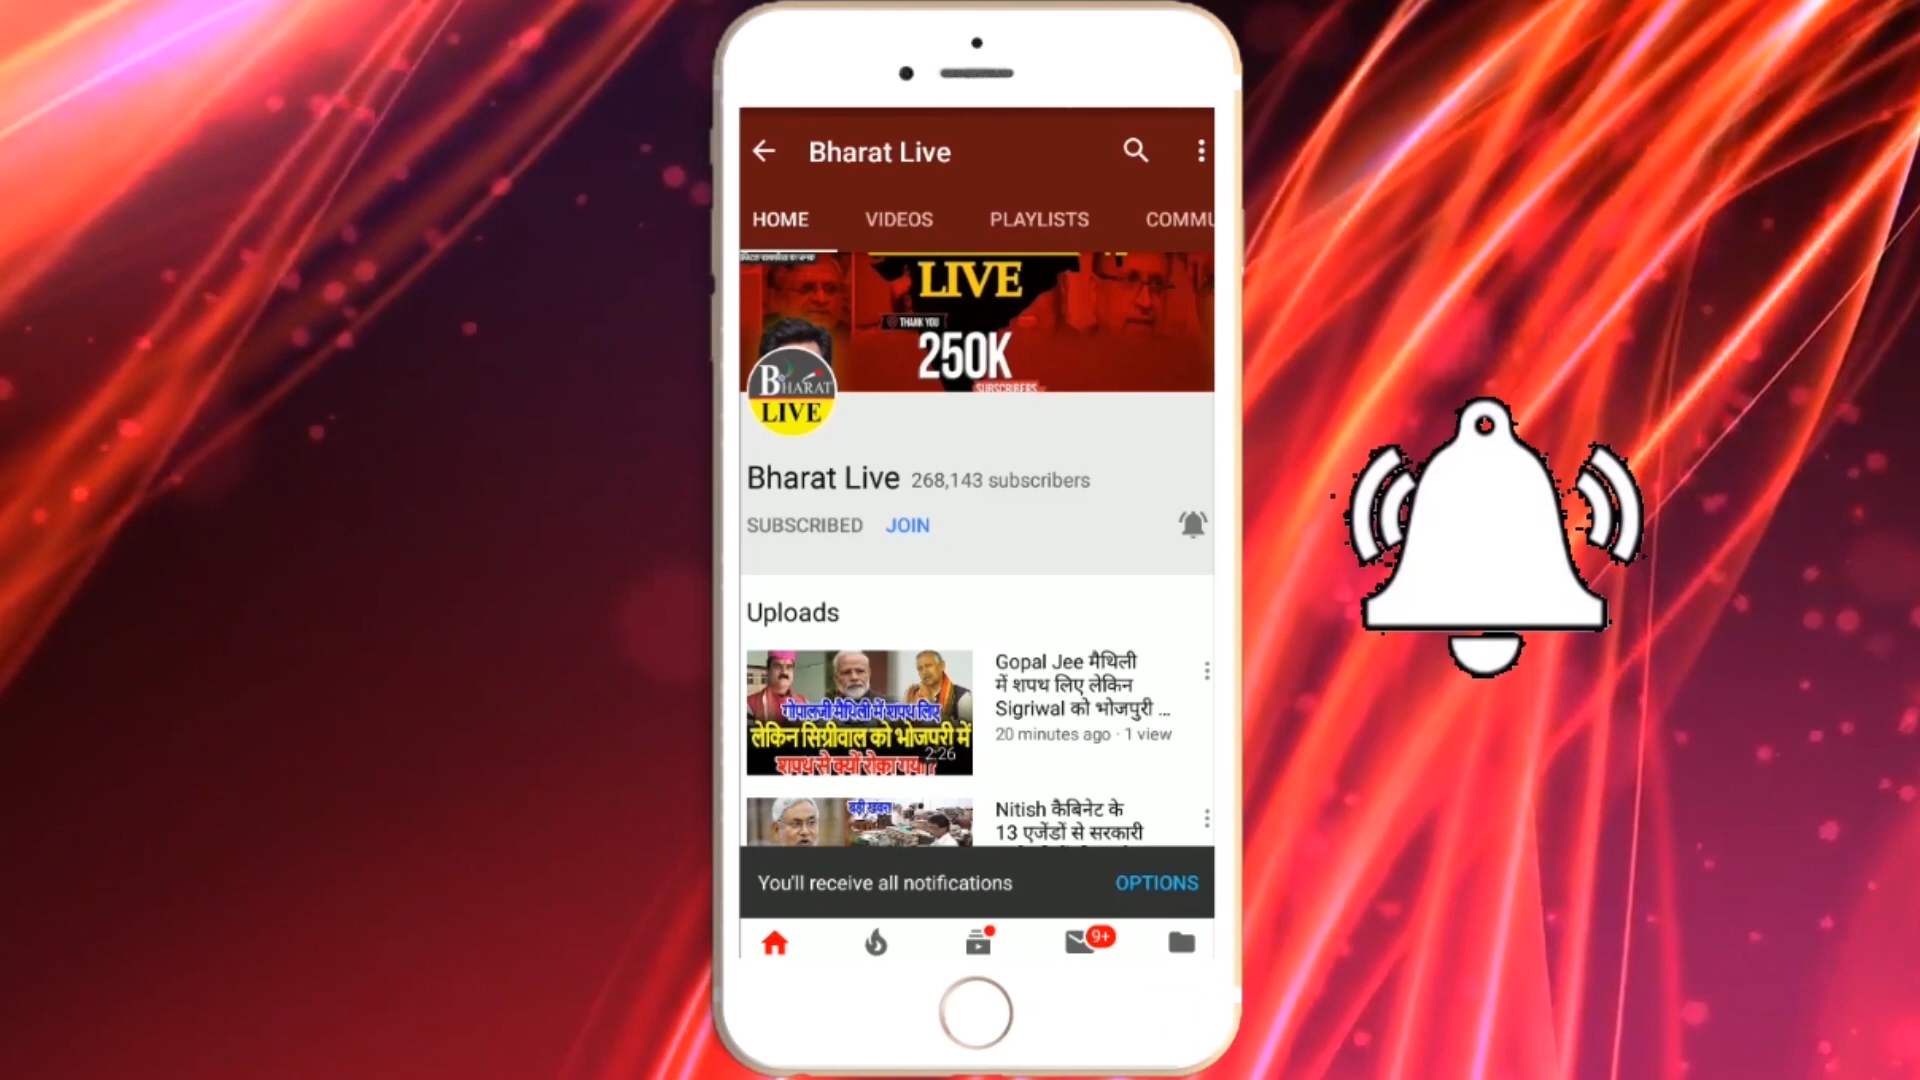 Bharat Live
HOME VIDEOS PLAYLISTS COMMU
LIVE
THANK YOU
250K
SUBSCRIBERS
BHARAT
LIVE
Bharat Live 268,143 subscribers
SUBSCRIBED JOIN
Uploads
गोपालजी मैथिली में शपथ लिए
लेकिन सिग्रीवाल को भोजपुरी में
शपथ से क्यों रोका गया ?
2:26
Gopal Jee मैथिली
में शपथ लिए लेकिन
Sigriwal को भोजपुरी ...
20 minutes ago · 1 view
बड़ी खबर
Nitish कैबिनेट के
13 एजेंडों से सरकारी
You'll receive all notifications OPTIONS
9+